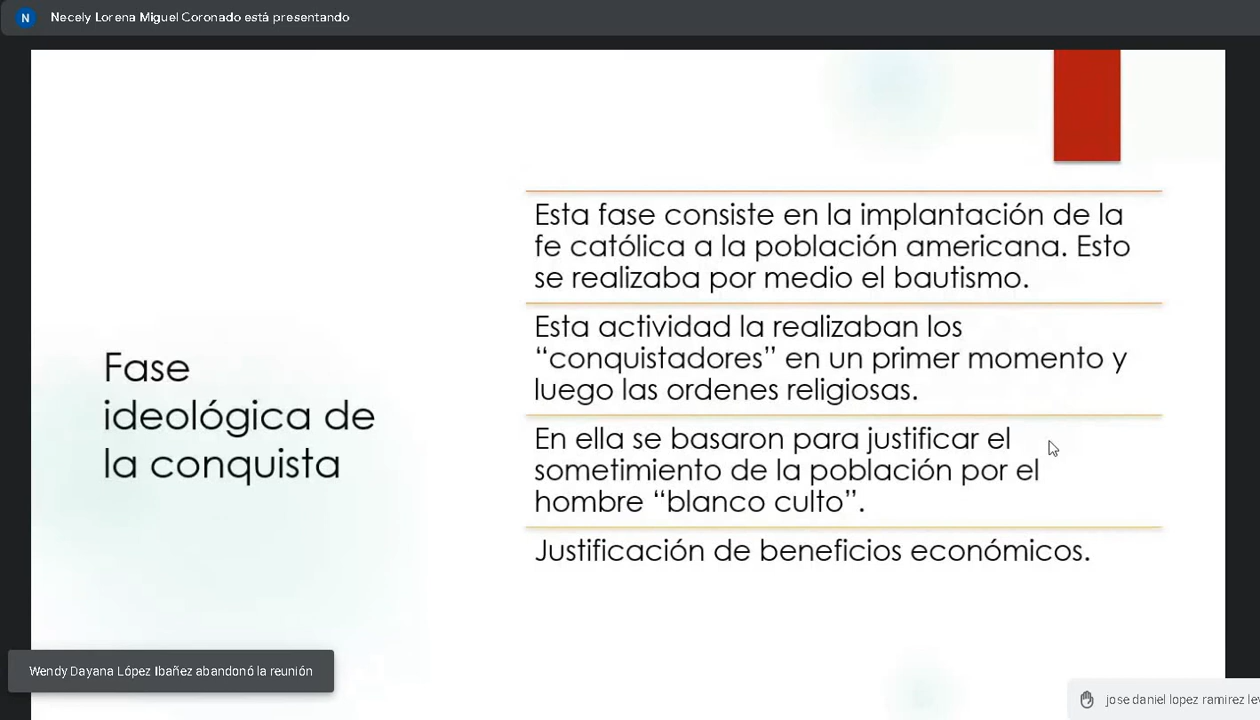 N
Necely Lorena Miguel Coronado está presentando
Fase
ideológica de
la conquista
Esta fase consiste en la implantación de la
fe católica a la población americana. Esto
se realizaba por medio el bautismo.
Esta actividad la realizaban los
“conquistadores” en un primer momento y
luego las ordenes religiosas.
En ella se basaron para justificar el
sometimiento de la población por el
hombre “blanco culto”.
Justificación de beneficios económicos.
Wendy Dayana López Ibañez abandonó la reunión
jose daniel lopez ramirez